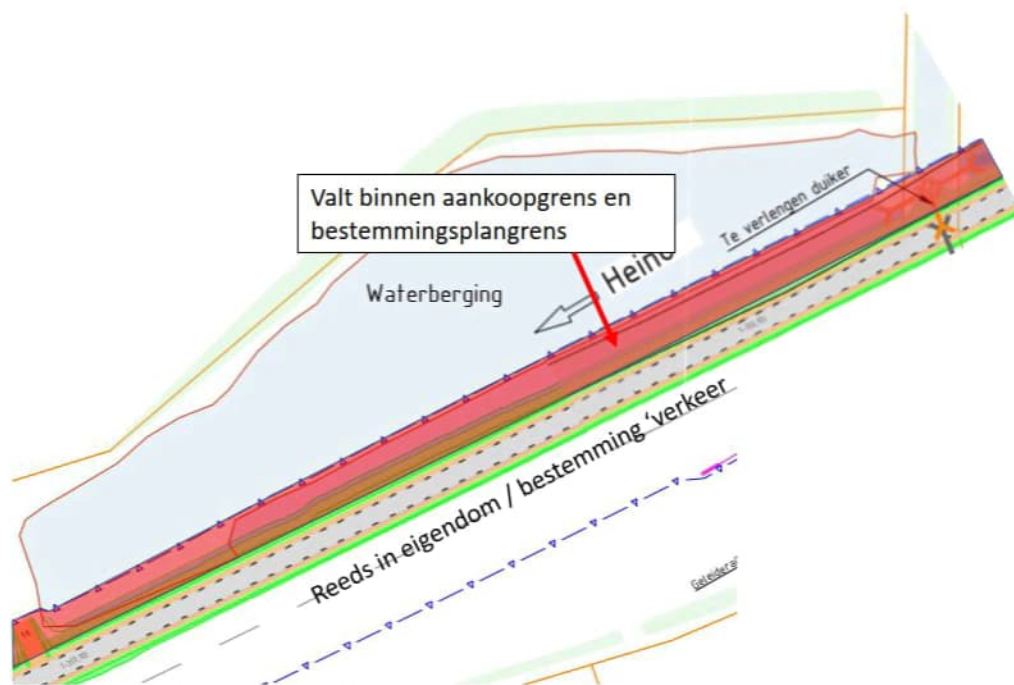 Valt binnen aankoopgrens en
bestemmingsplangrens
Te verlengen duiker
Waterberging
Reeds in eigendom / bestemming ‘verkeer